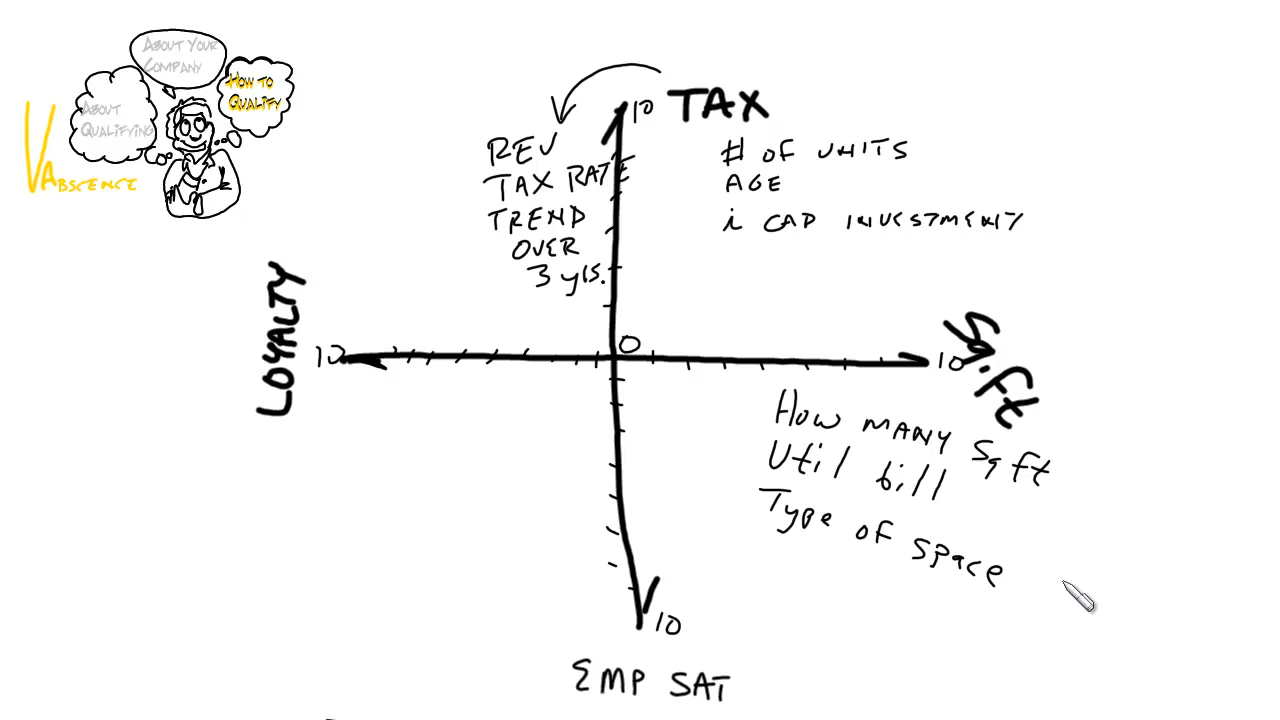 ABOUT YOUR
COMPANY
HOW TO
QUALIFY
ABOUT
QUALIFYING
VABSCENCE
10
TAX
REV
TAX RATE
TREND
OVER
3 yrs.
# OF UNITS
AGE
i CAP INVESTMENT
LOYALTY
10
0
10
Sq.ft
How MANY Sq ft
Util bill
Type of space
10
EMP SAT